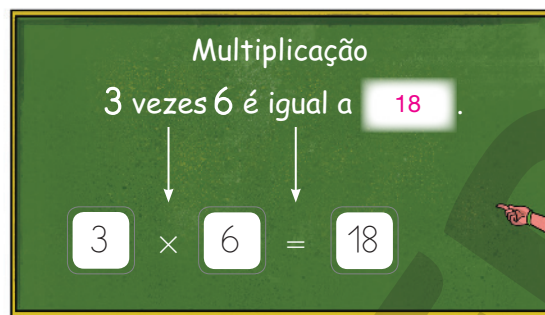 Multiplicação
3 vezes 6 é igual a 18 .
3 × 6 = 18